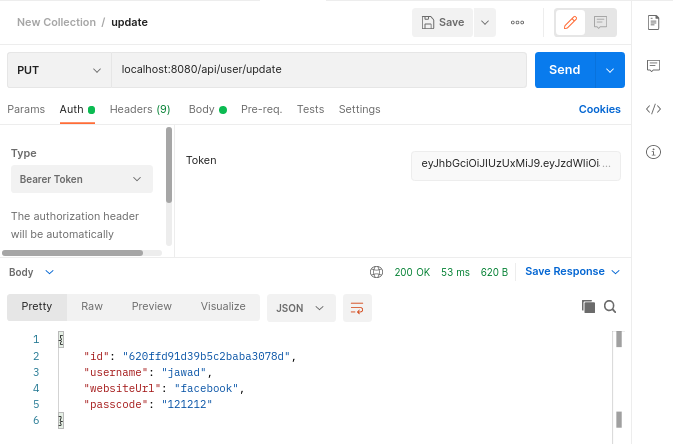 New Collection / update
Save
PUT
localhost:8080/api/user/update
Send
Params Auth Headers (9) Body Pre-req. Tests Settings Cookies
Type
Bearer Token
The authorization header
will be automatically
Token
eyJhbGciOiJIUzUxMiJ9.eyJzdWIiOi...
Body
200 OK 53 ms 620 B Save Response
Pretty Raw Preview Visualize JSON
1 {
2 "id": "620ffd91d39b5c2baba3078d",
3 "username": "jawad",
4 "websiteUrl": "facebook",
5 "passcode": "121212"
6 }